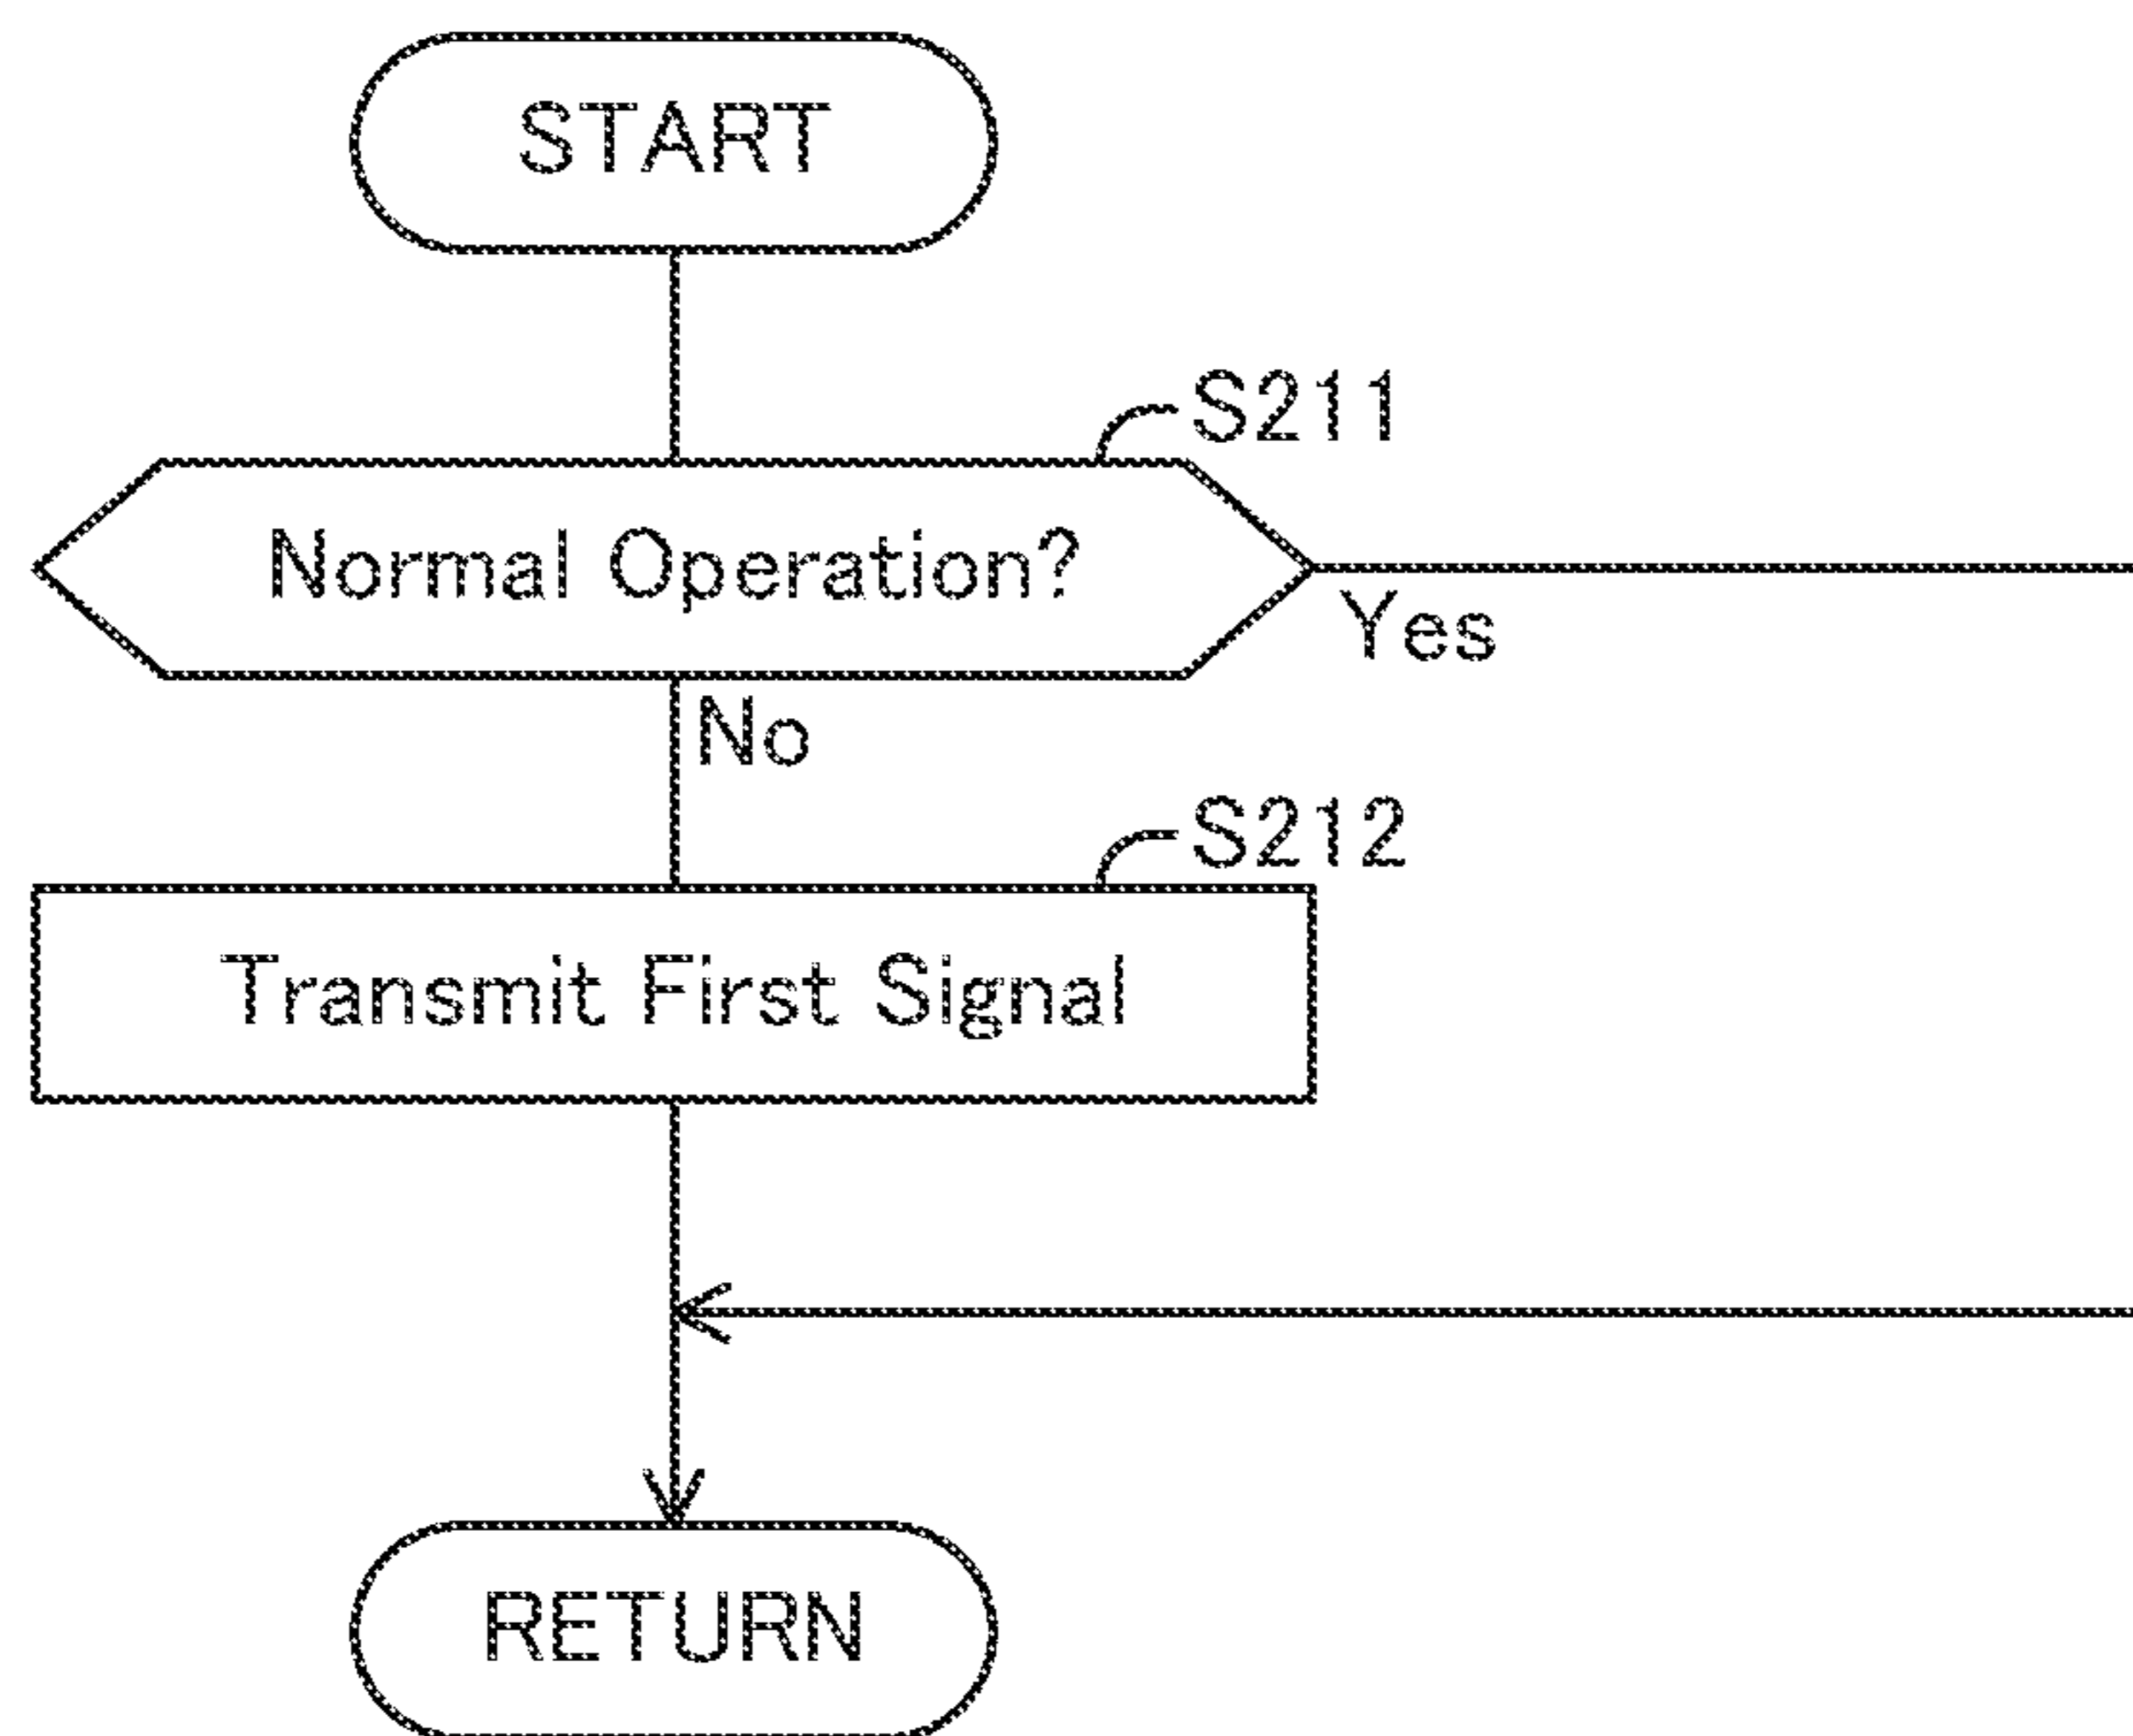 START
S211
Normal Operation?
Yes
No
S212
Transmit First Signal
RETURN